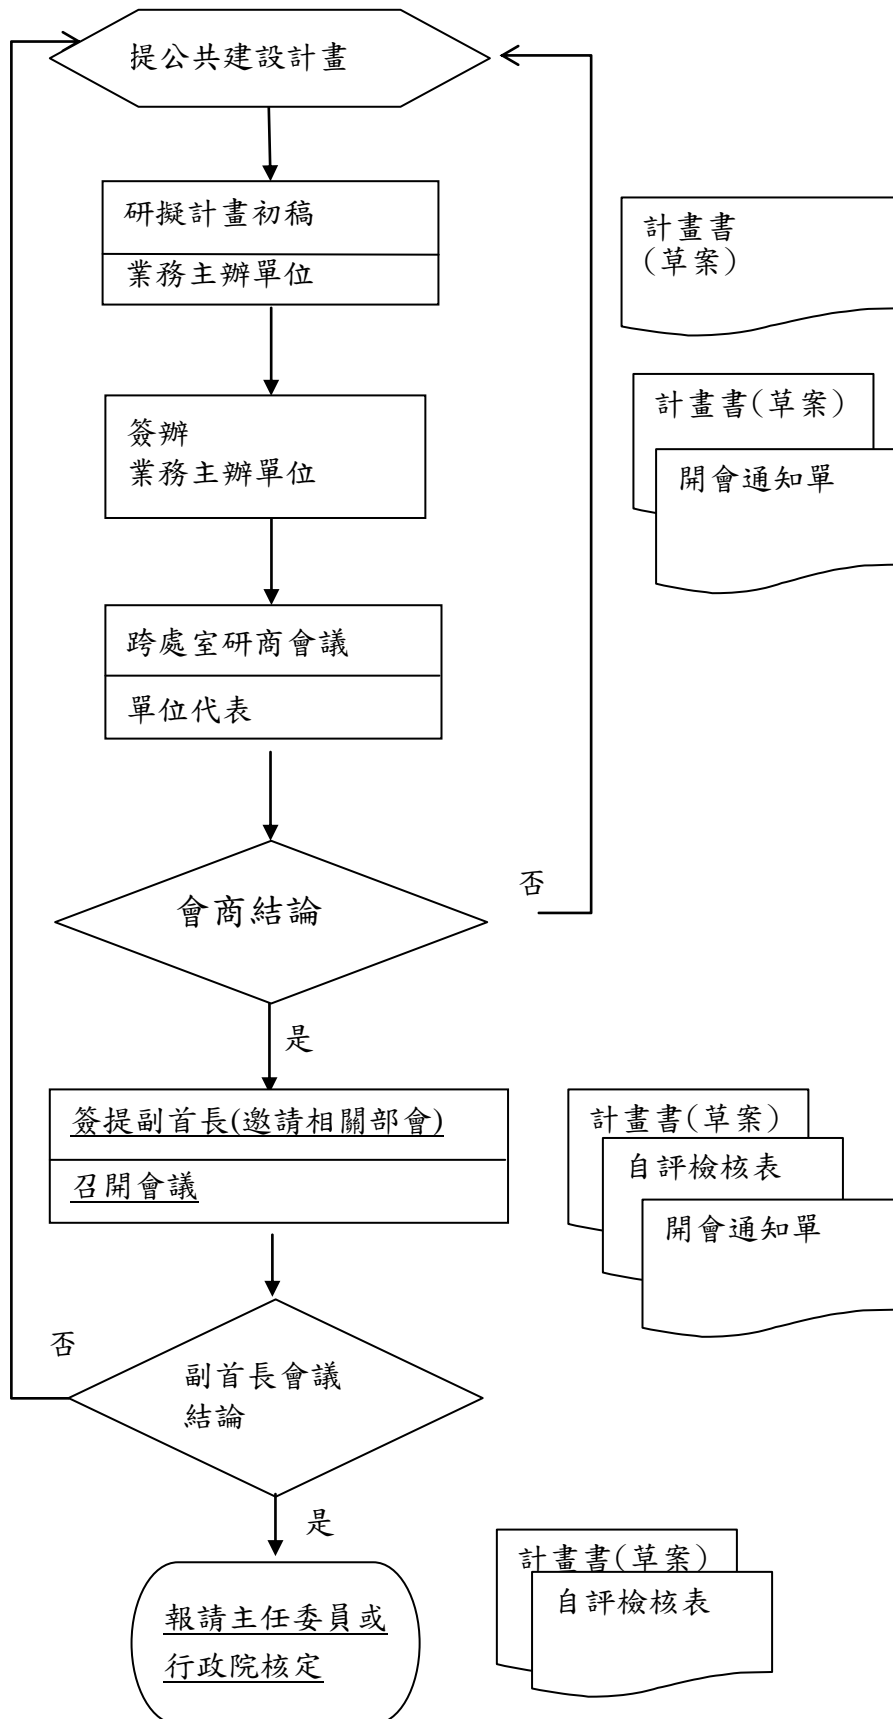 提公共建設計畫
研擬計畫初稿
業務主辦單位
計畫書
(草案)
簽辦
業務主辦單位
計畫書(草案)
開會通知單
跨處室研商會議
單位代表
會商結論
否
是
簽提副首長(邀請相關部會)
召開會議
計畫書(草案)
自評檢核表
開會通知單
否
副首長會議
結論
是
報請主任委員或
行政院核定
計畫書(草案)
自評檢核表